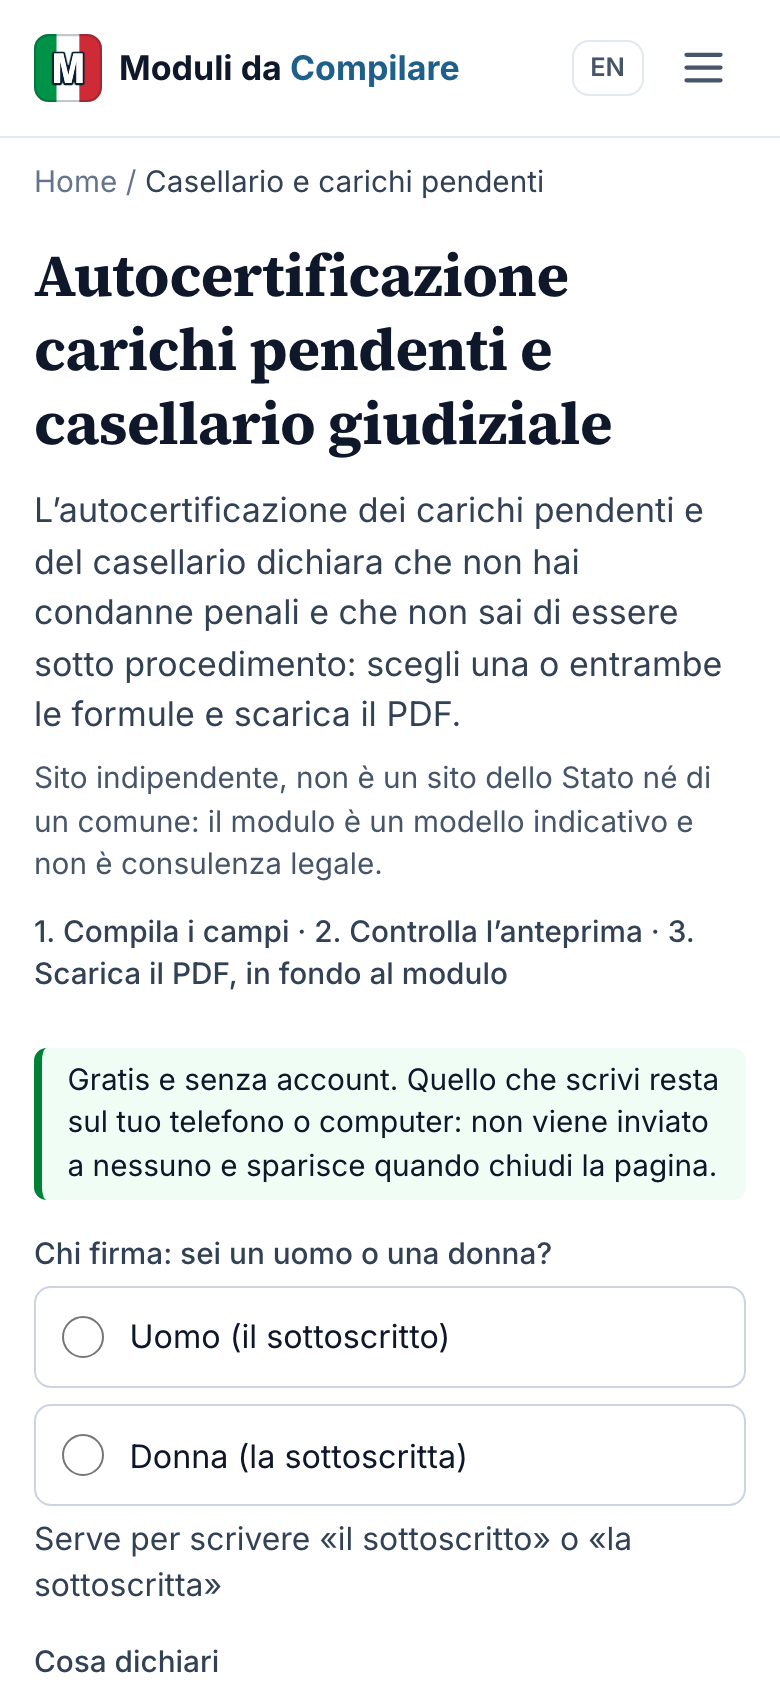 M Moduli da Compilare EN
Home / Casellario e carichi pendenti
Autocertificazione
carichi pendenti e
casellario giudiziale
L’autocertificazione dei carichi pendenti e
del casellario dichiara che non hai
condanne penali e che non sai di essere
sotto procedimento: scegli una o entrambe
le formule e scarica il PDF.
Sito indipendente, non è un sito dello Stato né di
un comune: il modulo è un modello indicativo e
non è consulenza legale.
1. Compila i campi · 2. Controlla l’anteprima · 3.
Scarica il PDF, in fondo al modulo
Gratis e senza account. Quello che scrivi resta
sul tuo telefono o computer: non viene inviato
a nessuno e sparisce quando chiudi la pagina.
Chi firma: sei un uomo o una donna?
Uomo (il sottoscritto)
Donna (la sottoscritta)
Serve per scrivere «il sottoscritto» o «la
sottoscritta»
Cosa dichiari